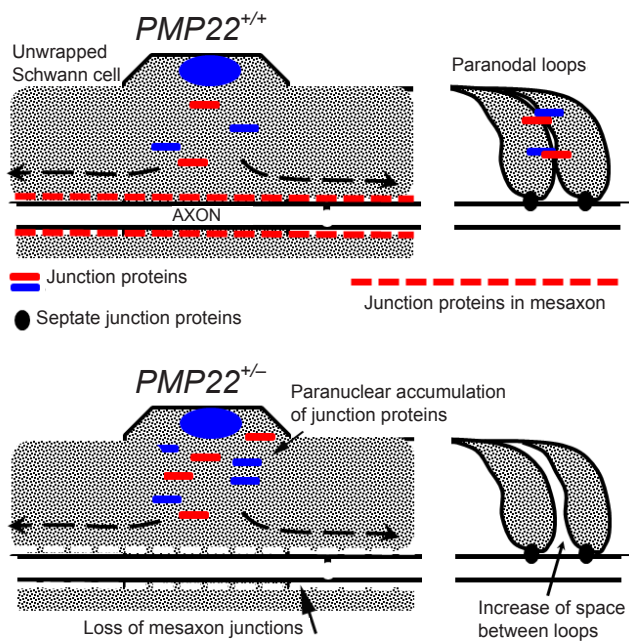 PMP22+/+
Unwrapped
Schwann cell
Paranodal loops
AXON
Junction proteins
Junction proteins in mesaxon
Septate junction proteins
PMP22+/–
Paranuclear accumulation
of junction proteins
Loss of mesaxon junctions
Increase of space
between loops